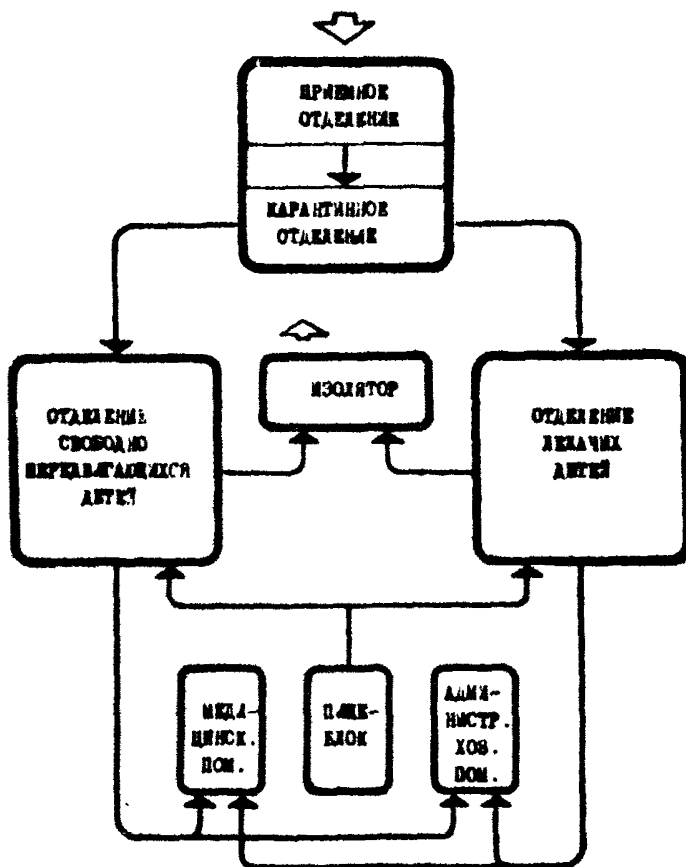 ПРИЕМНОЕ
ОТДЕЛЕНИЕ
КАРАНТИННОЕ
ОТДЕЛЕНИЕ
ИЗОЛЯТОР
ОТДЕЛЕНИЕ
СВОБОДНО
ПЕРЕДВИГАЮЩИХСЯ
ДЕТЕЙ
ОТДЕЛЕНИЕ
ЛЕЖАЧИХ
ДЕТЕЙ
МЕДИ-
ЦИНСК.
ПОМ.
ПИЩЕ-
БЛОК
АДМИ-
НИСТР.
ХОЗ.
ПОМ.